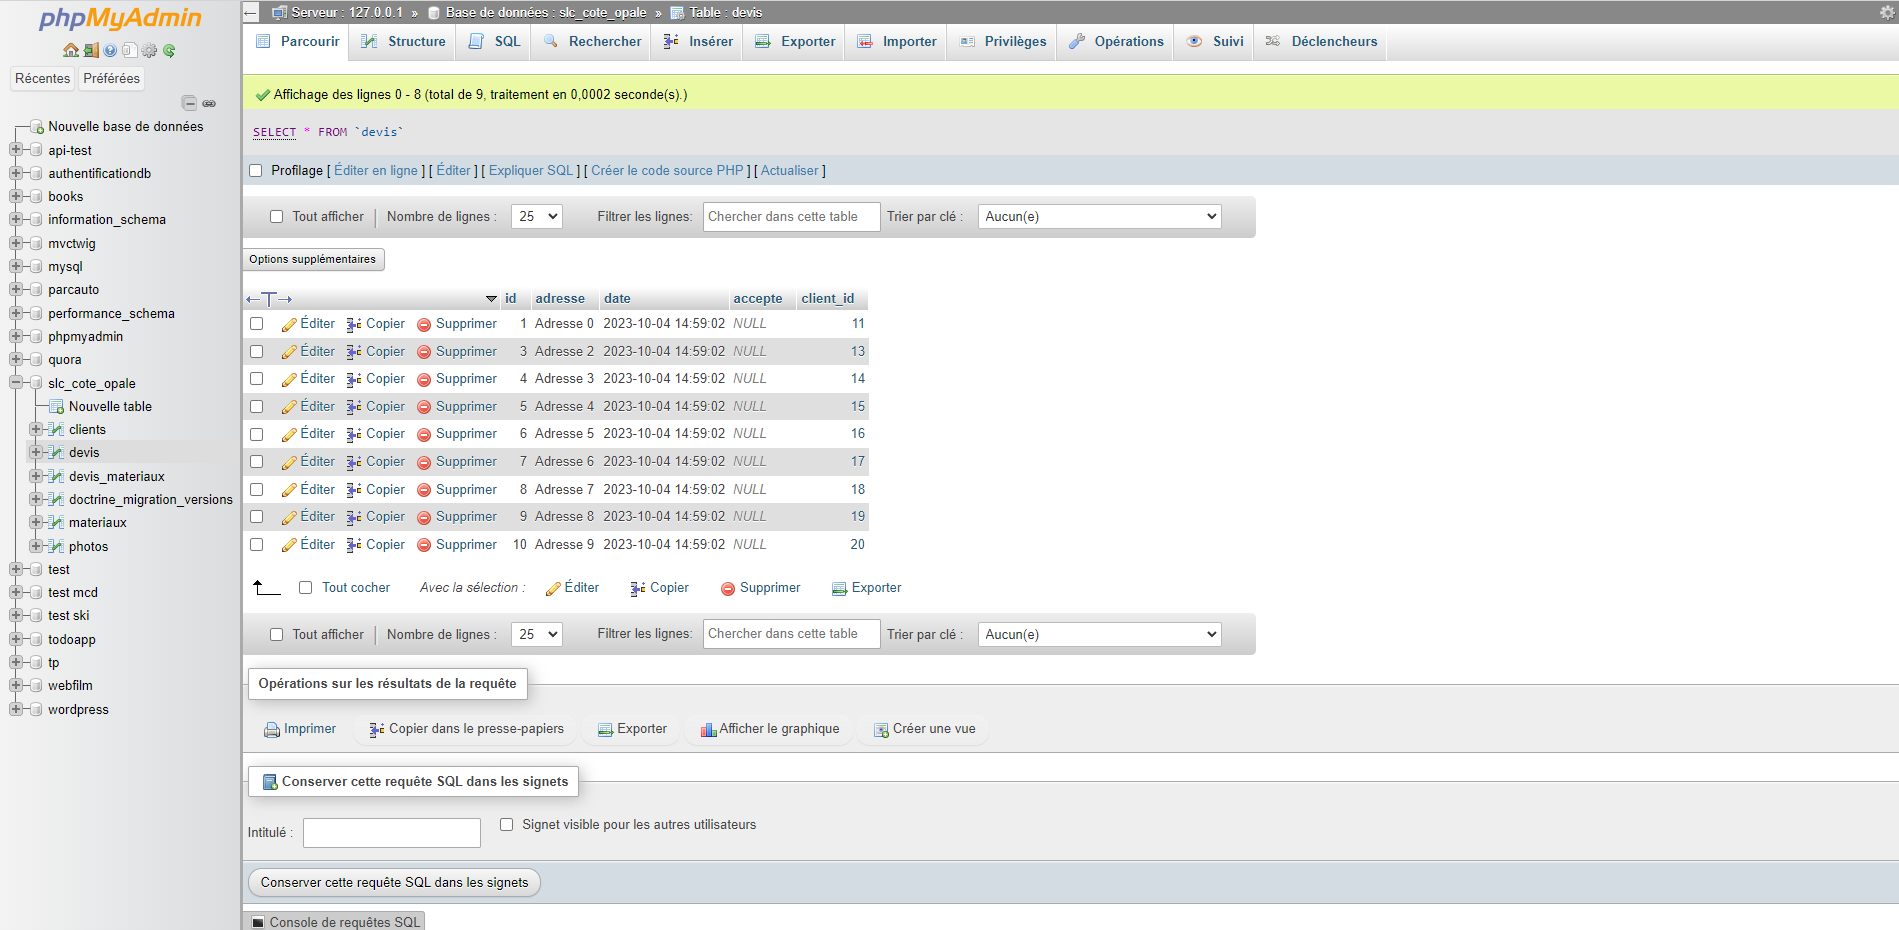 phpMyAdmin
Récentes Préférées
Nouvelle base de données
api-test
authentificationdb
books
information_schema
mvctwig
mysql
parcauto
performance_schema
phpmyadmin
quora
slc_cote_opale
Nouvelle table
clients
devis
devis_materiaux
doctrine_migration_versions
materiaux
photos
test
test mcd
test ski
todoapp
tp
webfilm
wordpress
Serveur : 127.0.0.1 » Base de données : slc_cote_opale » Table : devis
Parcourir Structure SQL Rechercher Insérer Exporter Importer Privilèges Opérations Suivi Déclencheurs
Affichage des lignes 0 - 8 (total de 9, traitement en 0,0002 seconde(s).)
SELECT * FROM `devis`
Profilage [ Éditer en ligne ] [ Éditer ] [ Expliquer SQL ] [ Créer le code source PHP ] [ Actualiser ]
Tout afficher | Nombre de lignes : 25 Filtrer les lignes: Chercher dans cette table Trier par clé : Aucun(e)
Options supplémentaires
←T→ id adresse date accepte client_id
Éditer Copier Supprimer 1 Adresse 0 2023-10-04 14:59:02 NULL 11
Éditer Copier Supprimer 3 Adresse 2 2023-10-04 14:59:02 NULL 13
Éditer Copier Supprimer 4 Adresse 3 2023-10-04 14:59:02 NULL 14
Éditer Copier Supprimer 5 Adresse 4 2023-10-04 14:59:02 NULL 15
Éditer Copier Supprimer 6 Adresse 5 2023-10-04 14:59:02 NULL 16
Éditer Copier Supprimer 7 Adresse 6 2023-10-04 14:59:02 NULL 17
Éditer Copier Supprimer 8 Adresse 7 2023-10-04 14:59:02 NULL 18
Éditer Copier Supprimer 9 Adresse 8 2023-10-04 14:59:02 NULL 19
Éditer Copier Supprimer 10 Adresse 9 2023-10-04 14:59:02 NULL 20
Tout cocher Avec la sélection : Éditer Copier Supprimer Exporter
Tout afficher | Nombre de lignes : 25 Filtrer les lignes: Chercher dans cette table Trier par clé : Aucun(e)
Opérations sur les résultats de la requête
Imprimer Copier dans le presse-papiers Exporter Afficher le graphique Créer une vue
Conserver cette requête SQL dans les signets
Intitulé : Signet visible pour les autres utilisateurs
Conserver cette requête SQL dans les signets
Console de requêtes SQL